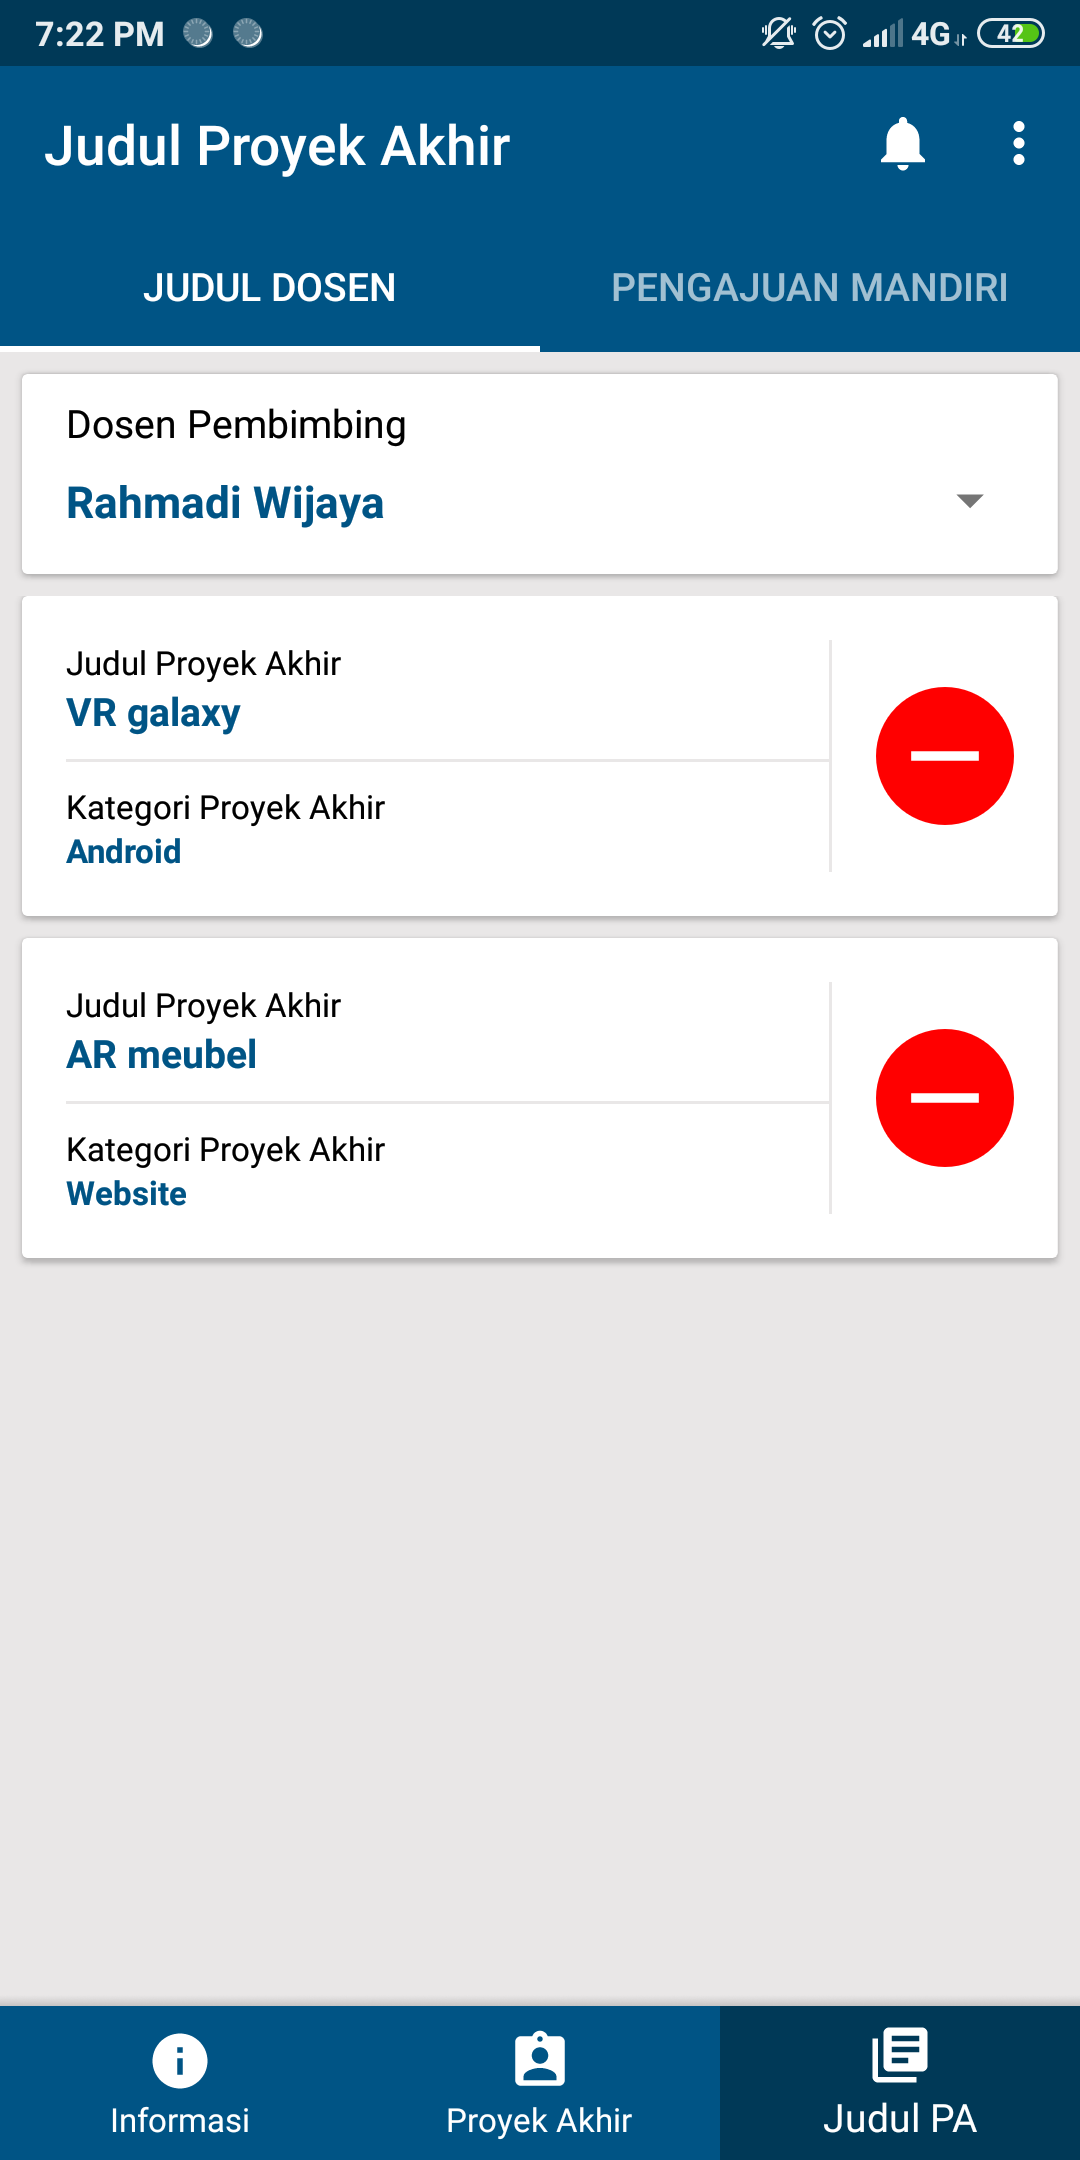 7:22 PM
4G
42
Judul Proyek Akhir
JUDUL DOSEN
PENGAJUAN MANDIRI
Dosen Pembimbing
Rahmadi Wijaya
Judul Proyek Akhir
VR galaxy
Kategori Proyek Akhir
Android
Judul Proyek Akhir
AR meubel
Kategori Proyek Akhir
Website
Informasi
Proyek Akhir
Judul PA